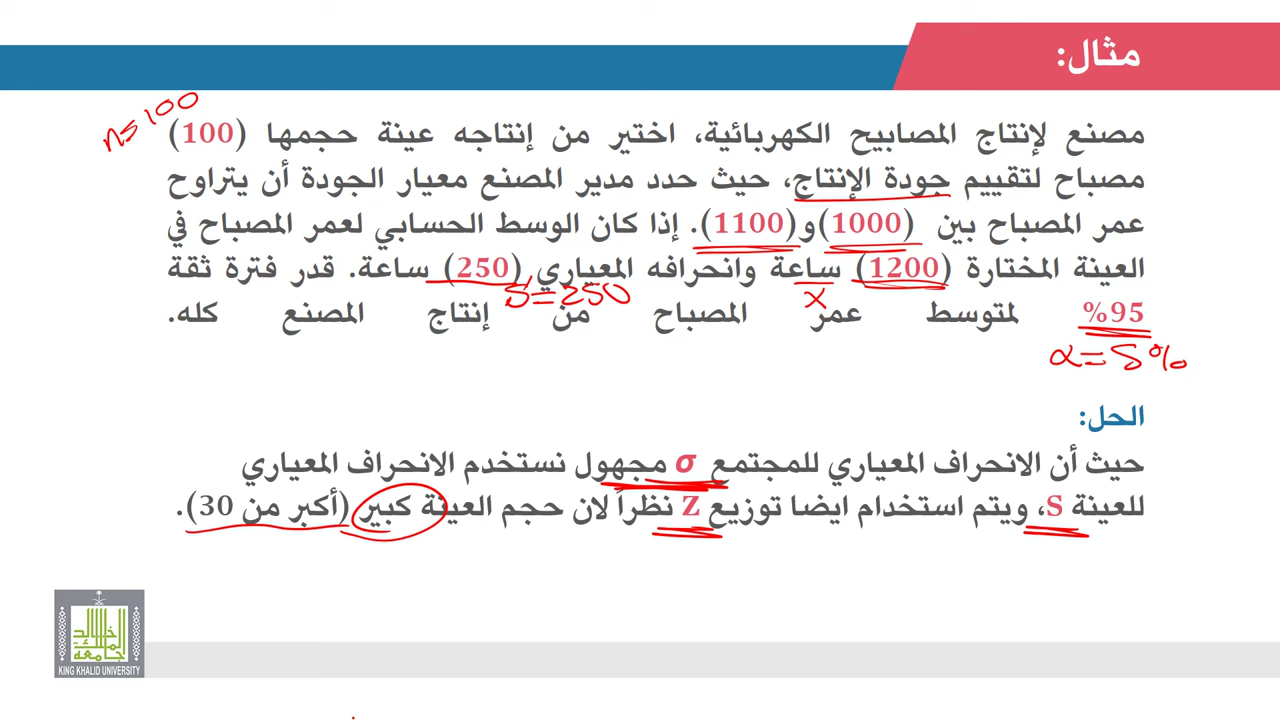 مثال:
n=100
مصنع لإنتاج المصابيح الكهربائية، اختير من إنتاجه عينة حجمها (100)
مصباح لتقييم جودة الإنتاج، حيث حدد مدير المصنع معيار الجودة أن يتراوح
عمر المصباح بين (1000) و(1100). إذا كان الوسط الحسابي لعمر المصباح في
العينة المختارة (1200) ساعة وانحرافه المعياري (250) ساعة. قدر فترة ثقة
S=250
x
95% لمتوسط عمر المصباح من إنتاج المصنع كله.
α=5%
الحل:
حيث أن الانحراف المعياري للمجتمع σ مجهول نستخدم الانحراف المعياري
للعينة S، ويتم استخدام ايضا توزيع Z نظراً لان حجم العينة كبير (أكبر من 30).
جامعة الملك خالد
KING KHALID UNIVERSITY